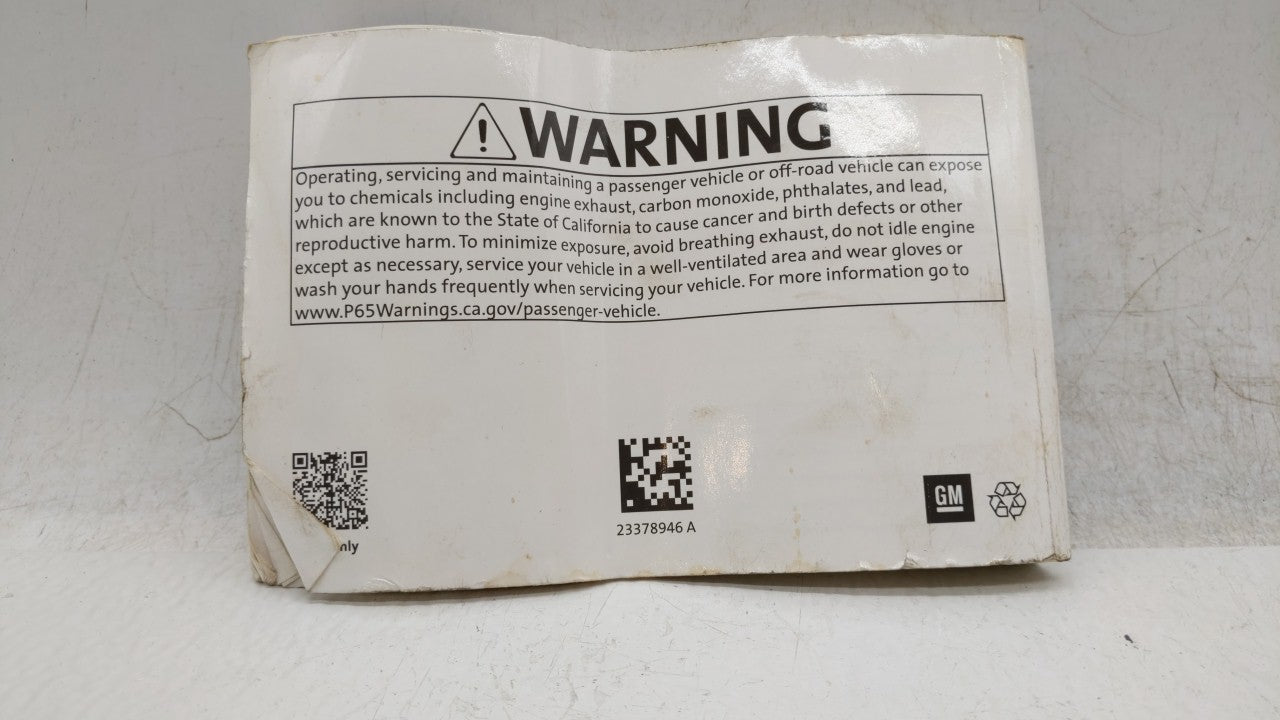 WARNING
Operating, servicing and maintaining a passenger vehicle or off-road vehicle can expose
you to chemicals including engine exhaust, carbon monoxide, phthalates, and lead,
which are known to the State of California to cause cancer and birth defects or other
reproductive harm. To minimize exposure, avoid breathing exhaust, do not idle engine
except as necessary, service your vehicle in a well-ventilated area and wear gloves or
wash your hands frequently when servicing your vehicle. For more information go to
www.P65Warnings.ca.gov/passenger-vehicle.
23378946 A
GM